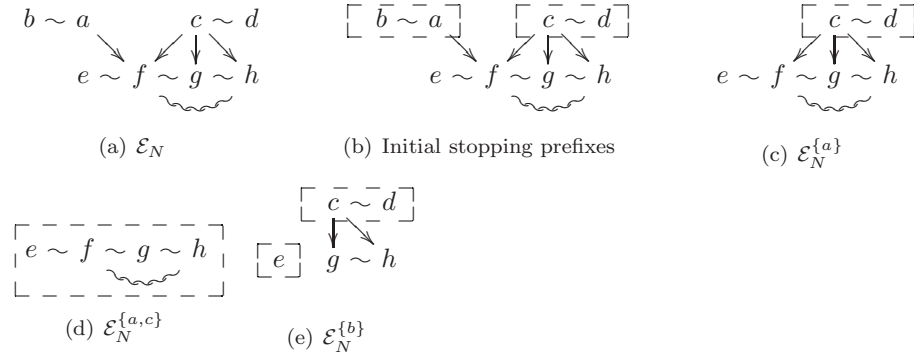 b ∼ a c ∼ d
e ∼ f ∼ g ∼ h
(a) ℰ_N
b ∼ a c ∼ d
e ∼ f ∼ g ∼ h
(b) Initial stopping prefixes
c ∼ d
e ∼ f ∼ g ∼ h
(c) ℰ_N^{a}
e ∼ f ∼ g ∼ h
(d) ℰ_N^{a,c}
c ∼ d
e g ∼ h
(e) ℰ_N^{b}